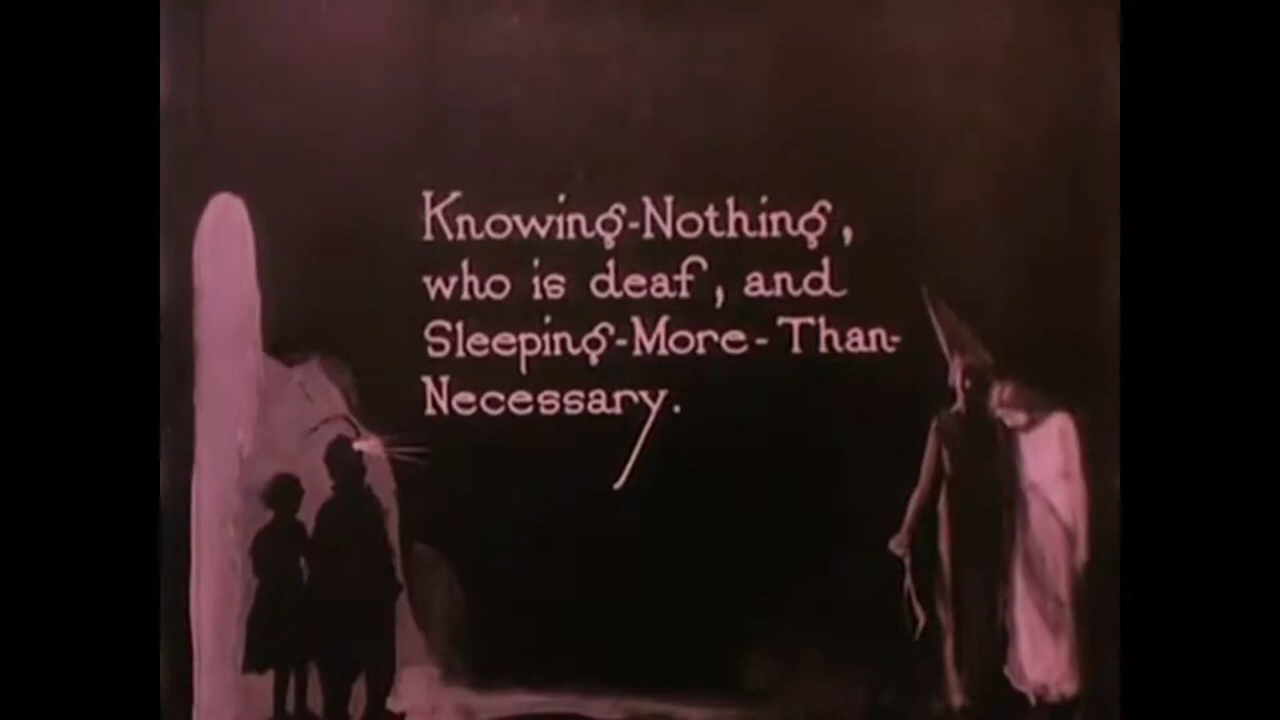 Knowing-Nothing,
who is deaf, and
Sleeping-More-Than-
Necessary.